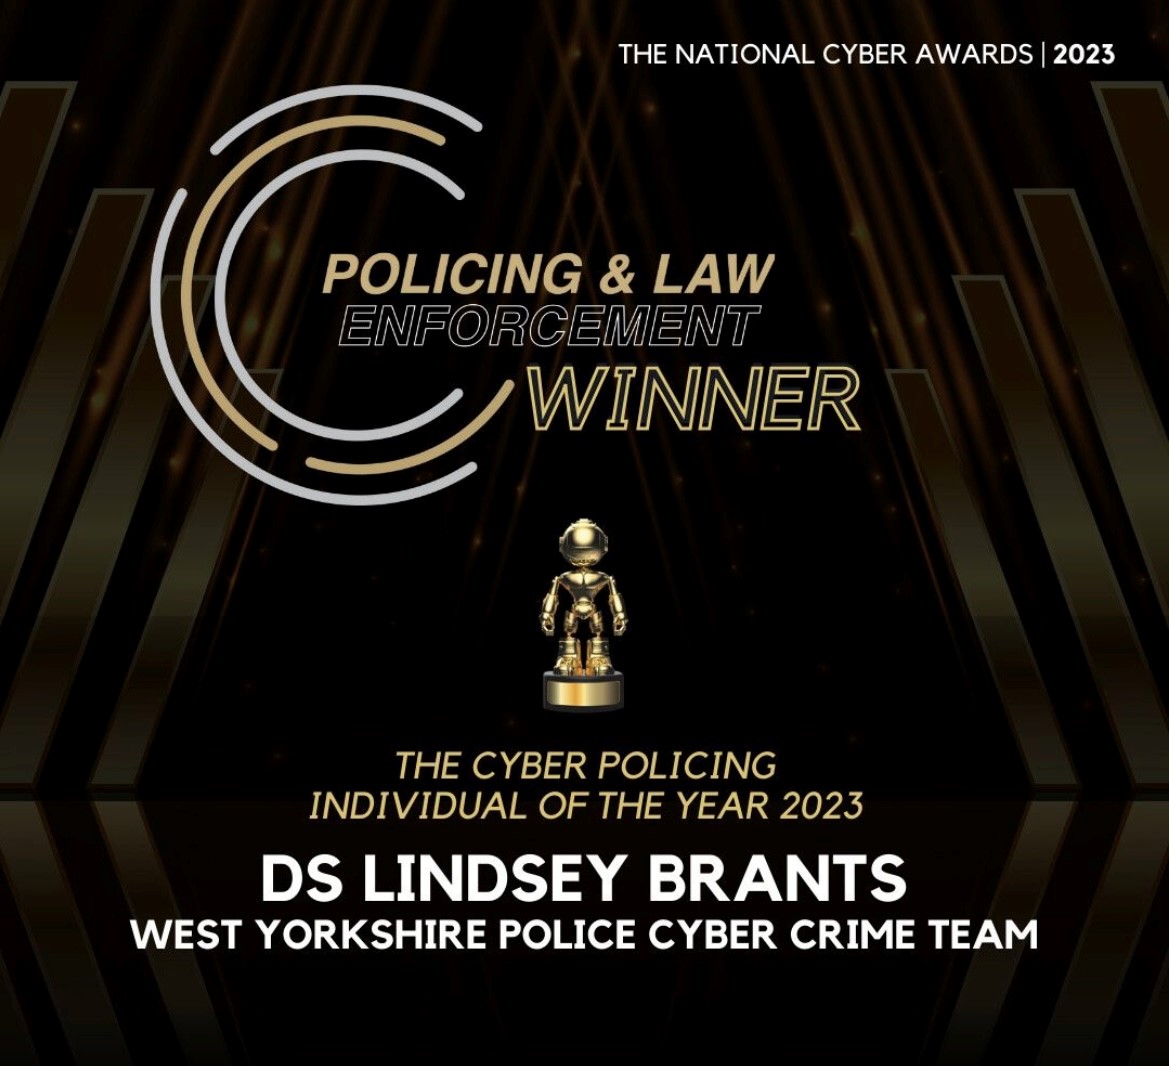 THE NATIONAL CYBER AWARDS | 2023
POLICING & LAW
ENFORCEMENT
WINNER
THE CYBER POLICING
INDIVIDUAL OF THE YEAR 2023
DS LINDSEY BRANTS
WEST YORKSHIRE POLICE CYBER CRIME TEAM